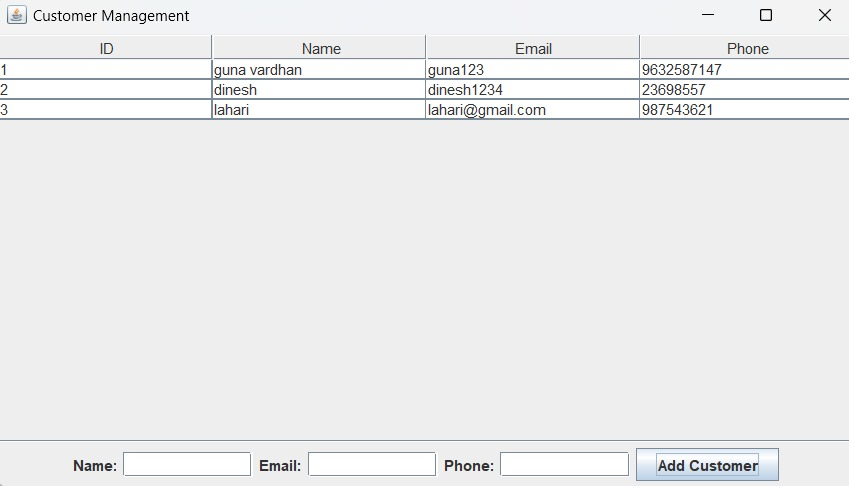 Customer Management
ID Name Email Phone
1 guna vardhan guna123 9632587147
2 dinesh dinesh1234 23698557
3 lahari lahari@gmail.com 987543621
Name: Email: Phone: Add Customer